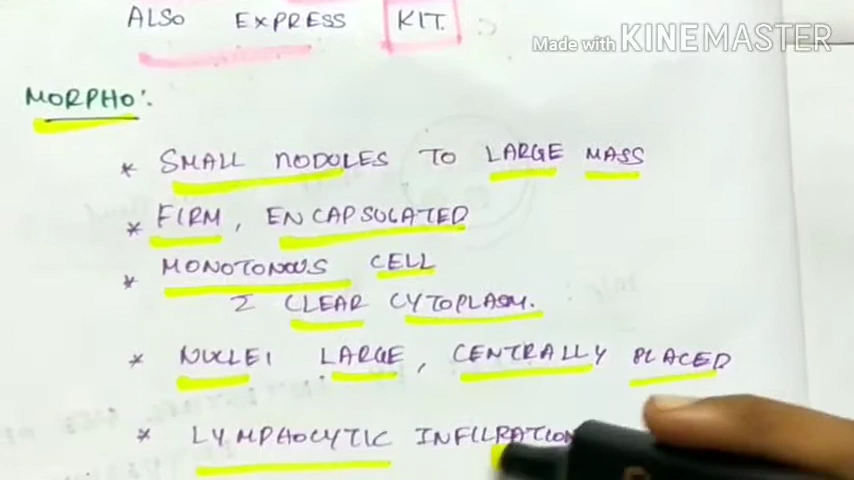 ALSO EXPRESS KIT.
Made with KINEMASTER
MORPHO:
* SMALL NODULES TO LARGE MASS
* FIRM, ENCAPSULATED
* MONOTONOUS CELL
Σ CLEAR CYTOPLASM.
* NUCLEI LARGE, CENTRALLY PLACED
* LYMPHOCYTIC INFILRATION